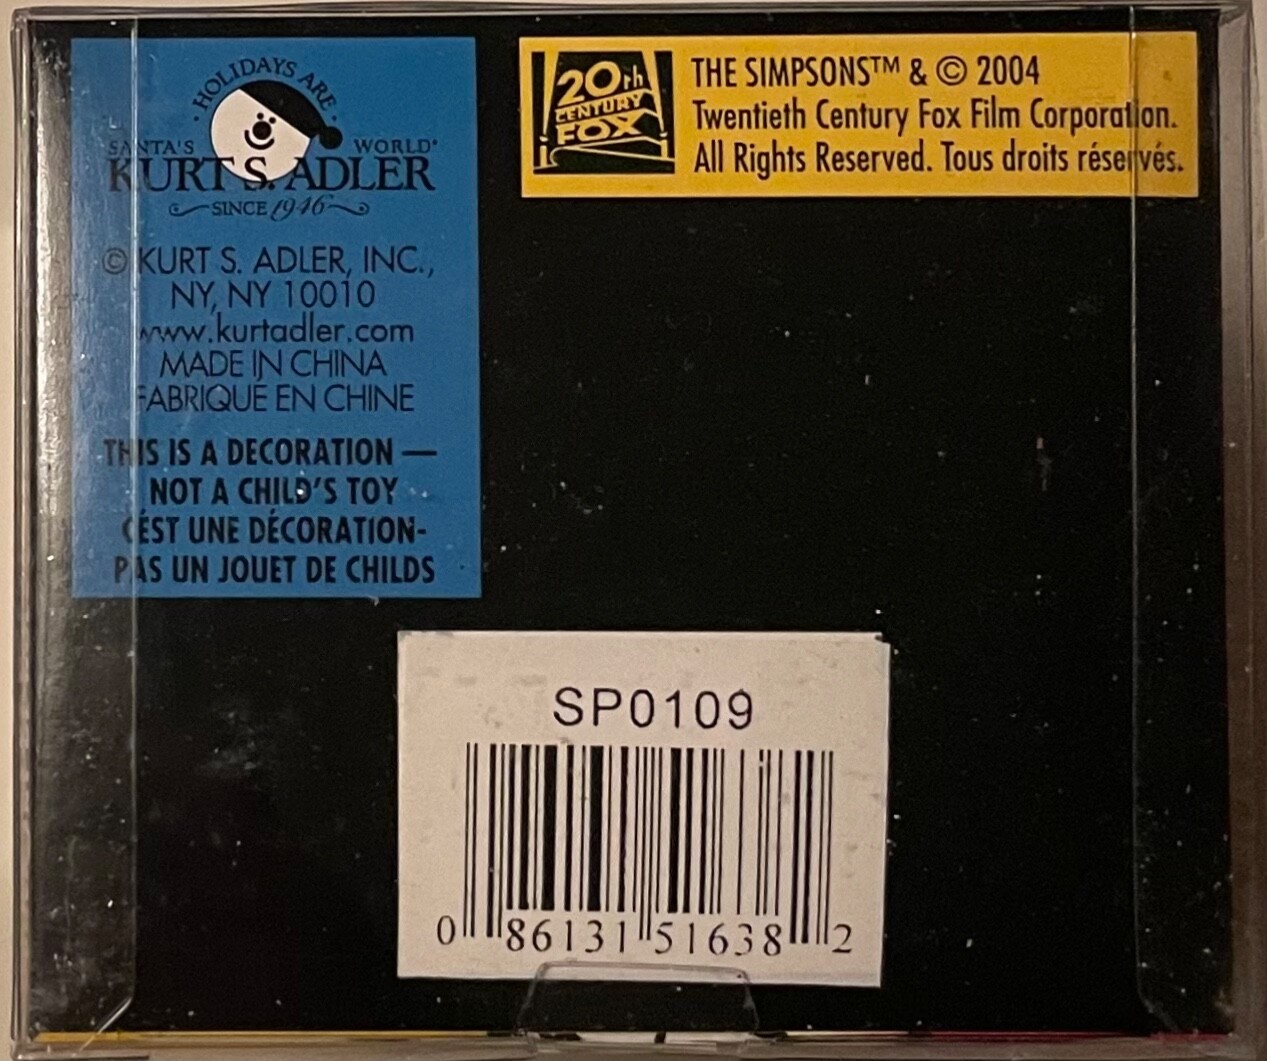 HOLIDAYS ARE
SANTA'S WORLD
KURT S. ADLER
SINCE 1946
© KURT S. ADLER, INC.,
NY, NY 10010
www.kurtadler.com
MADE IN CHINA
FABRIQUÉ EN CHINE
THIS IS A DECORATION —
NOT A CHILD'S TOY
CÉST UNE DÉCORATION-
PAS UN JOUET DE CHILDS
20th
CENTURY
FOX
THE SIMPSONS™ & © 2004
Twentieth Century Fox Film Corporation.
All Rights Reserved. Tous droits réservés.
SP0109
0 86131 51638 2